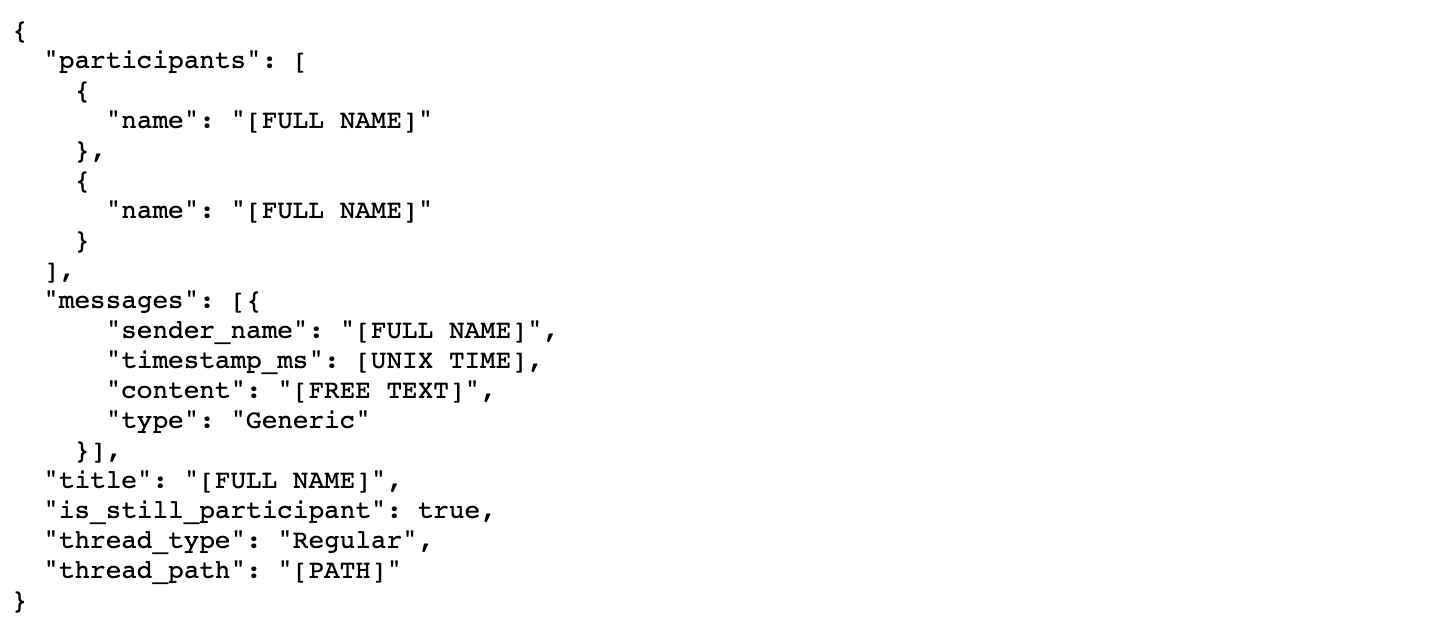 {
  "participants": [
    {
      "name": "[FULL NAME]"
    },
    {
      "name": "[FULL NAME]"
    }
  ],
  "messages": [{
      "sender_name": "[FULL NAME]",
      "timestamp_ms": [UNIX TIME],
      "content": "[FREE TEXT]",
      "type": "Generic"
    }],
  "title": "[FULL NAME]",
  "is_still_participant": true,
  "thread_type": "Regular",
  "thread_path": "[PATH]"
}